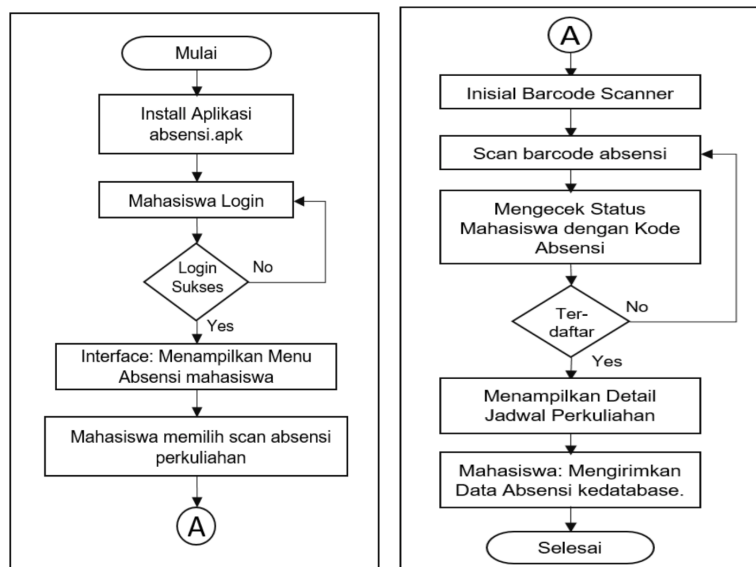 Mulai
Install Aplikasi
absensi.apk
Mahasiswa Login
Login
Sukses
No
Yes
Interface: Menampilkan Menu
Absensi mahasiswa
Mahasiswa memilih scan absensi
perkuliahan
A
A
Inisial Barcode Scanner
Scan barcode absensi
Mengecek Status
Mahasiswa dengan Kode
Absensi
Ter-
daftar
No
Yes
Menampilkan Detail
Jadwal Perkuliahan
Mahasiswa: Mengirimkan
Data Absensi kedatabase.
Selesai